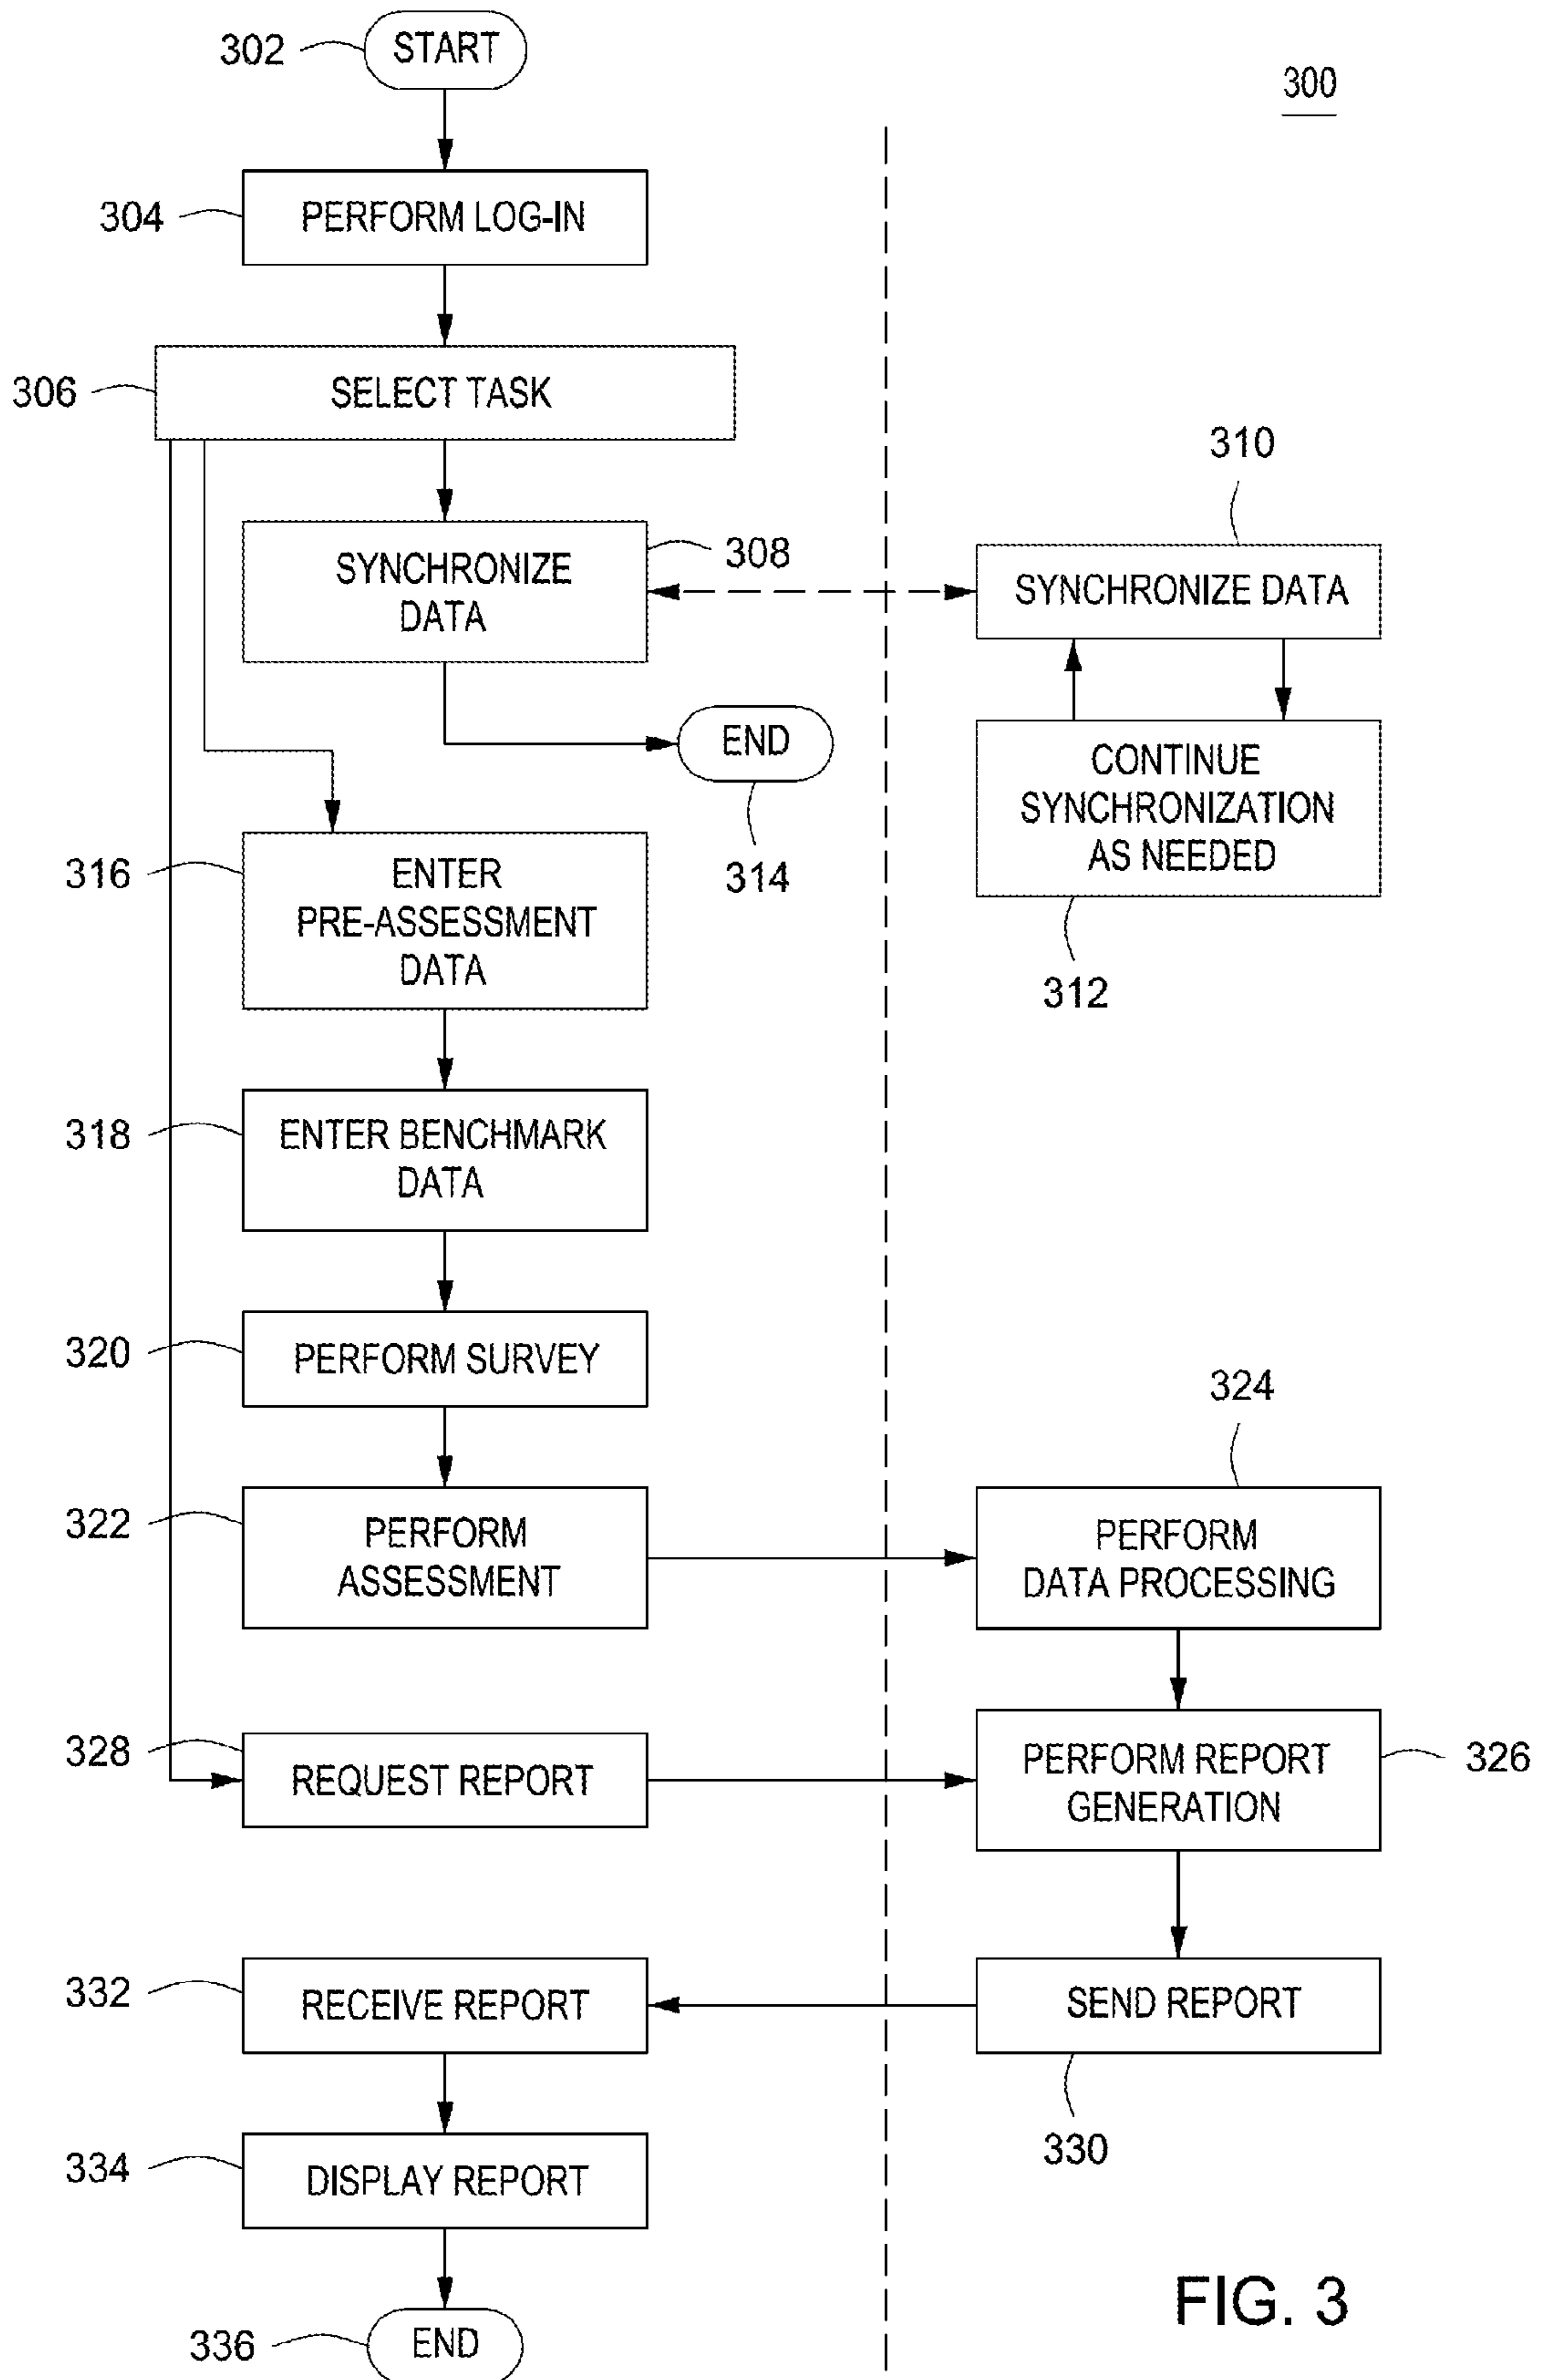 302
START
300
304
PERFORM LOG-IN
306
SELECT TASK
310
SYNCHRONIZE
DATA
308
SYNCHRONIZE DATA
END
314
CONTINUE
SYNCHRONIZATION
AS NEEDED
312
316
ENTER
PRE-ASSESSMENT
DATA
318
ENTER BENCHMARK
DATA
320
PERFORM SURVEY
324
322
PERFORM
ASSESSMENT
PERFORM
DATA PROCESSING
328
REQUEST REPORT
PERFORM REPORT
GENERATION
326
332
RECEIVE REPORT
SEND REPORT
330
334
DISPLAY REPORT
336
END
FIG. 3